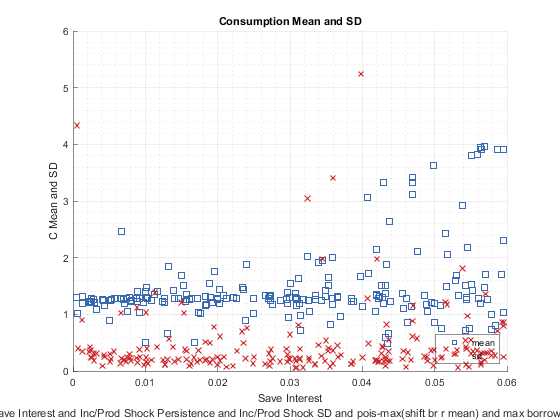 Consumption Mean and SD
6
5
4
3
2
1
0
C Mean and SD
0
0.01
0.02
0.03
0.04
0.05
0.06
mean
sd
Save Interest
ave Interest and Inc/Prod Shock Persistence and Inc/Prod Shock SD and pois-max(shift br r mean) and max borrow